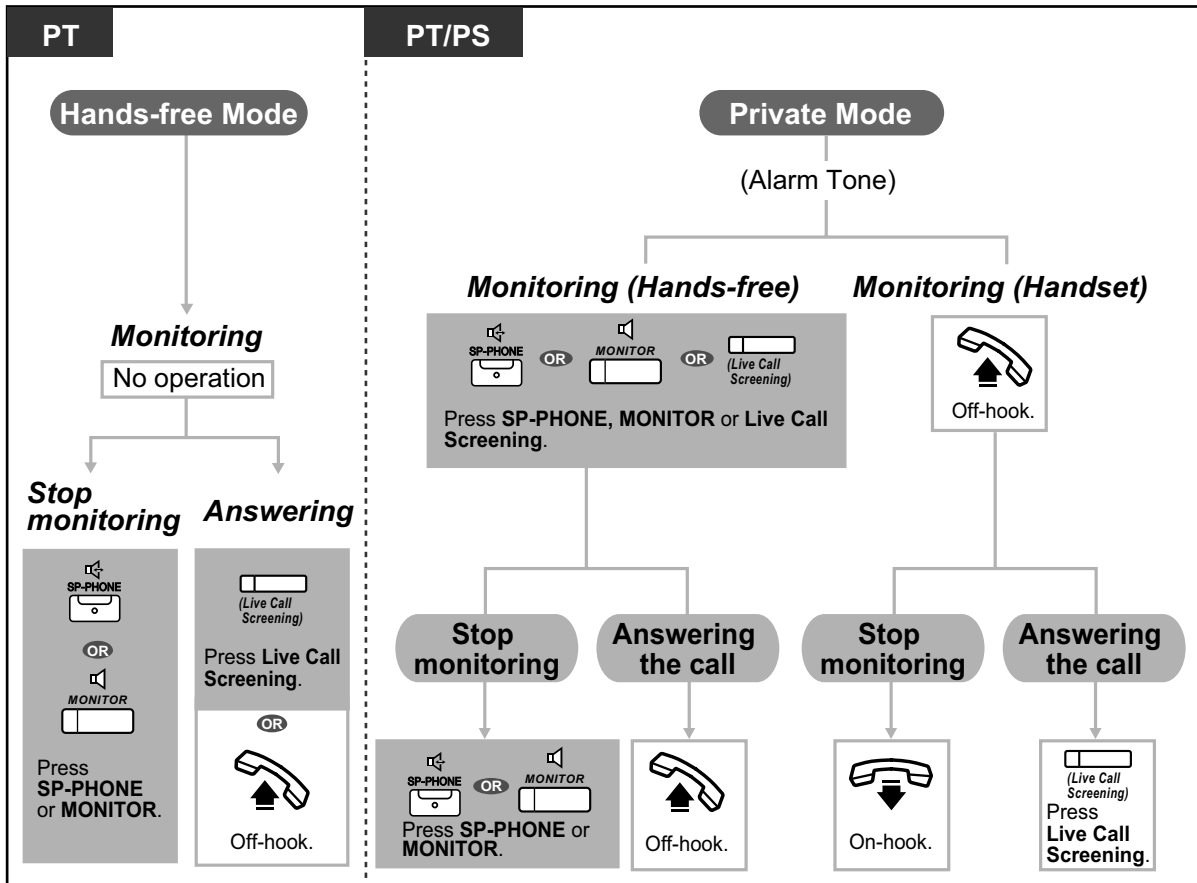 PT
Hands-free Mode
Monitoring
No operation
Stop
monitoring
SP-PHONE
OR
MONITOR
Press
SP-PHONE
or MONITOR.
Answering
(Live Call
Screening)
Press Live Call
Screening.
OR
Off-hook.
PT/PS
Private Mode
(Alarm Tone)
Monitoring (Hands-free)
SP-PHONE
OR
MONITOR
OR
(Live Call
Screening)
Press SP-PHONE, MONITOR or Live Call
Screening.
Stop
monitoring
SP-PHONE
OR
MONITOR
Press SP-PHONE or
MONITOR.
Answering
the call
Off-hook.
Monitoring (Handset)
Off-hook.
Stop
monitoring
On-hook.
Answering
the call
(Live Call
Screening)
Press
Live Call
Screening.